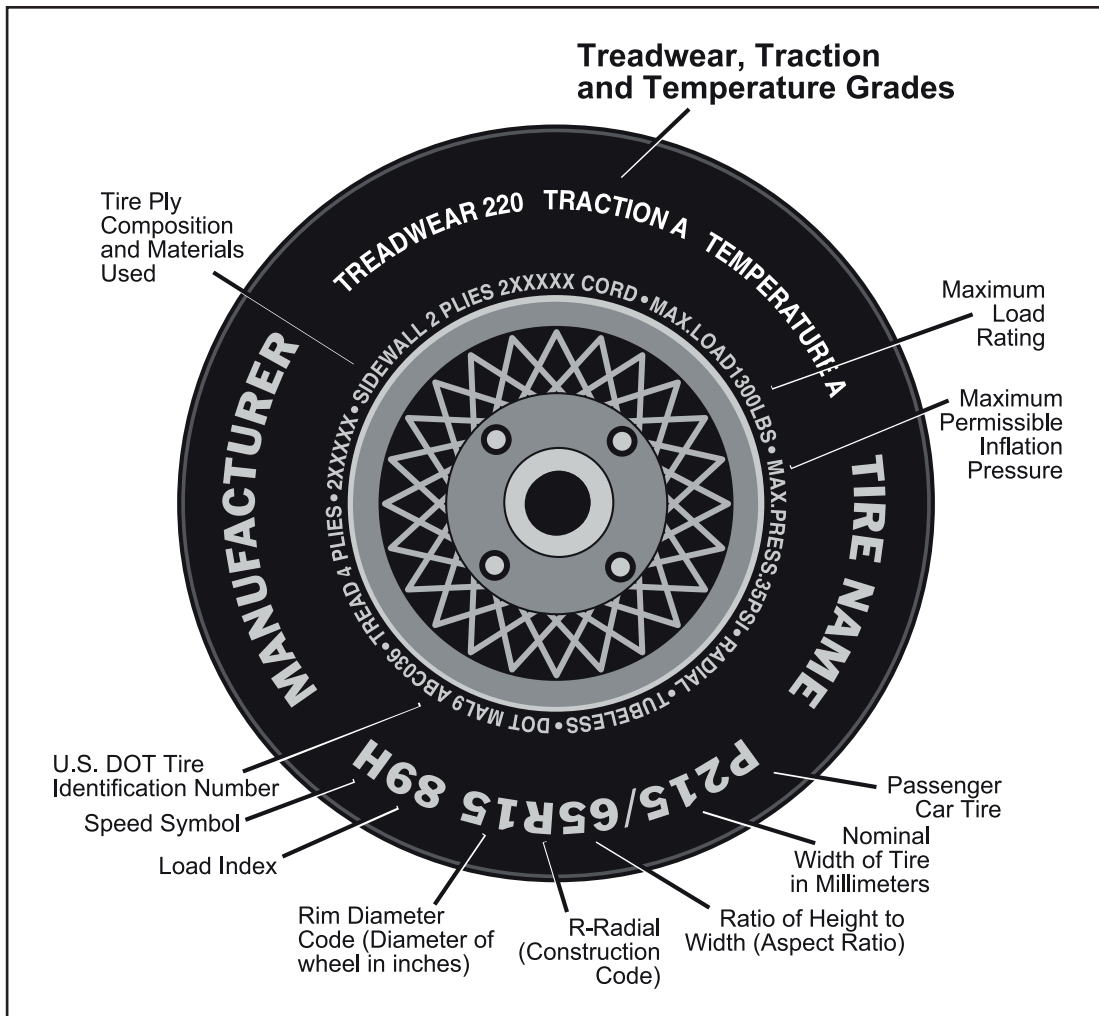 Treadwear, Traction
and Temperature Grades
Tire Ply
Composition
and Materials
Used
TREADWEAR 220 TRACTION A TEMPERATURE A
Maximum
Load
Rating
Maximum
Permissible
Inflation
Pressure
MANUFACTURER
TIRE NAME
SIDEWALL 2 PLIES 2XXXXX CORD • MAX.LOAD1300LBS • MAX.PRESS.35PSI • RADIAL • TUBELESS • DOT MAL9 ABC036 • TREAD 4 PLIES • 2XXXXX •
P215/65R15 89H
U.S. DOT Tire
Identification Number
Speed Symbol
Load Index
Rim Diameter
Code (Diameter of
wheel in inches)
R-Radial
(Construction
Code)
Ratio of Height to
Width (Aspect Ratio)
Nominal
Width of Tire
in Millimeters
Passenger
Car Tire